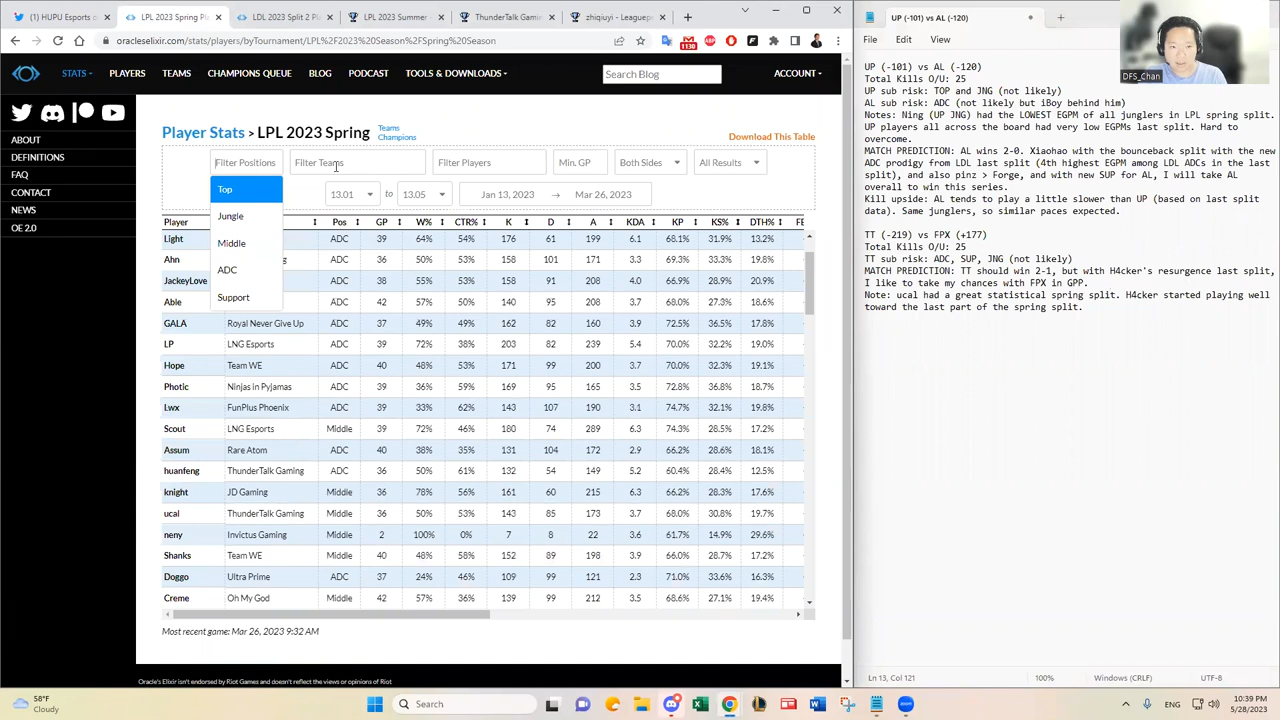 (1) HUPU Esports
LPL 2023 Spring Pl
LDL 2023 Split 2 Pl
LPL 2023 Summer
ThunderTalk Gamin
zhiqiuyi - Leaguep
oracleselixir.com/stats/players/byTournament/LPL%2F2023%20Season%2FSpring%20Season
1130
STATS PLAYERS TEAMS CHAMPIONS QUEUE BLOG PODCAST TOOLS & DOWNLOADS Search Blog ACCOUNT
ABOUT
DEFINITIONS
FAQ
CONTACT
NEWS
OE 2.0
Player Stats > LPL 2023 Spring
Teams
Champions
Download This Table
Filter Positions Filter Teams Filter Players Min. GP Both Sides All Results
13.01 to 13.05 Jan 13, 2023 → Mar 26, 2023
Top
Jungle
Middle
ADC
Support
Player Pos GP W% CTR% K D A KDA KP KS% DTH% FE
Light ADC 39 64% 54% 176 61 199 6.1 68.1% 31.9% 13.2%
Ahn ADC 36 50% 53% 158 101 171 3.3 69.3% 33.3% 19.8%
JackeyLove ADC 38 55% 53% 158 91 208 4.0 66.9% 28.9% 20.9%
Able ADC 42 57% 50% 140 95 208 3.7 68.0% 27.3% 18.6%
GALA Royal Never Give Up ADC 37 49% 49% 162 82 160 3.9 72.5% 36.5% 17.8%
LP LNG Esports ADC 39 72% 38% 203 82 239 5.4 70.0% 32.2% 19.0%
Hope Team WE ADC 40 48% 53% 171 99 200 3.7 70.0% 32.3% 19.1%
Photic Ninjas in Pyjamas ADC 39 36% 59% 169 95 165 3.5 72.8% 36.8% 18.7%
Lwx FunPlus Phoenix ADC 39 33% 62% 143 107 190 3.1 74.7% 32.1% 19.8%
Scout LNG Esports Middle 39 72% 46% 180 74 289 6.3 74.3% 28.5% 17.2%
Assum Rare Atom ADC 40 38% 35% 131 104 172 2.9 66.2% 28.6% 18.1%
huanfeng ThunderTalk Gaming ADC 36 50% 61% 132 54 149 5.2 60.4% 28.4% 12.5%
knight JD Gaming Middle 36 78% 56% 161 60 215 6.3 66.2% 28.3% 17.6%
ucal ThunderTalk Gaming Middle 36 50% 53% 143 85 173 3.7 68.0% 30.8% 19.7%
neny Invictus Gaming Middle 2 100% 0% 7 8 22 3.6 61.7% 14.9% 29.6%
Shanks Team WE Middle 40 48% 58% 152 89 198 3.9 66.0% 28.7% 17.2%
Doggo Ultra Prime ADC 37 24% 46% 109 99 121 2.3 71.0% 33.6% 16.3%
Creme Oh My God Middle 42 57% 36% 139 99 212 3.5 68.6% 27.1% 19.4%
Most recent game: Mar 26, 2023 9:32 AM
Oracle's Elixir isn't endorsed by Riot Games and doesn't reflect the views or opinions of Riot
UP (-101) vs AL (-120)
File Edit View
DFS_Chan
UP (-101) vs AL (-120)
Total Kills O/U: 25
UP sub risk: TOP and JNG (not likely)
AL sub risk: ADC (not likely but iBoy behind him)
Notes: Ning (UP JNG) had the LOWEST EGPM of all junglers in LPL spring split.
UP players all across the board had very low EGPMs last split. Hard to
overcome.
MATCH PREDICTION: AL wins 2-0. Xiaohao with the bounceback split with the
new ADC prodigy from LDL last split (4th highest EGPM among LDL ADCs in the last
split), and also pinz > Forge, and with new SUP for AL, I will take AL
overall to win this series.
Kill upside: AL tends to play a little slower than UP (based on last split
data). Same junglers, so similar paces expected.
TT (-219) vs FPX (+177)
Total Kills O/U: 25
TT sub risk: ADC, SUP, JNG (not likely)
MATCH PREDICTION: TT should win 2-1, but with H4cker's resurgence last split,
I like to take my chances with FPX in GPP.
Note: ucal had a great statistical spring split. H4cker started playing well
toward the last part of the spring split.
Ln 13, Col 121 100% Windows (CRLF) UTF-8
58°F
Cloudy
Search
ENG
10:39 PM
5/28/2023